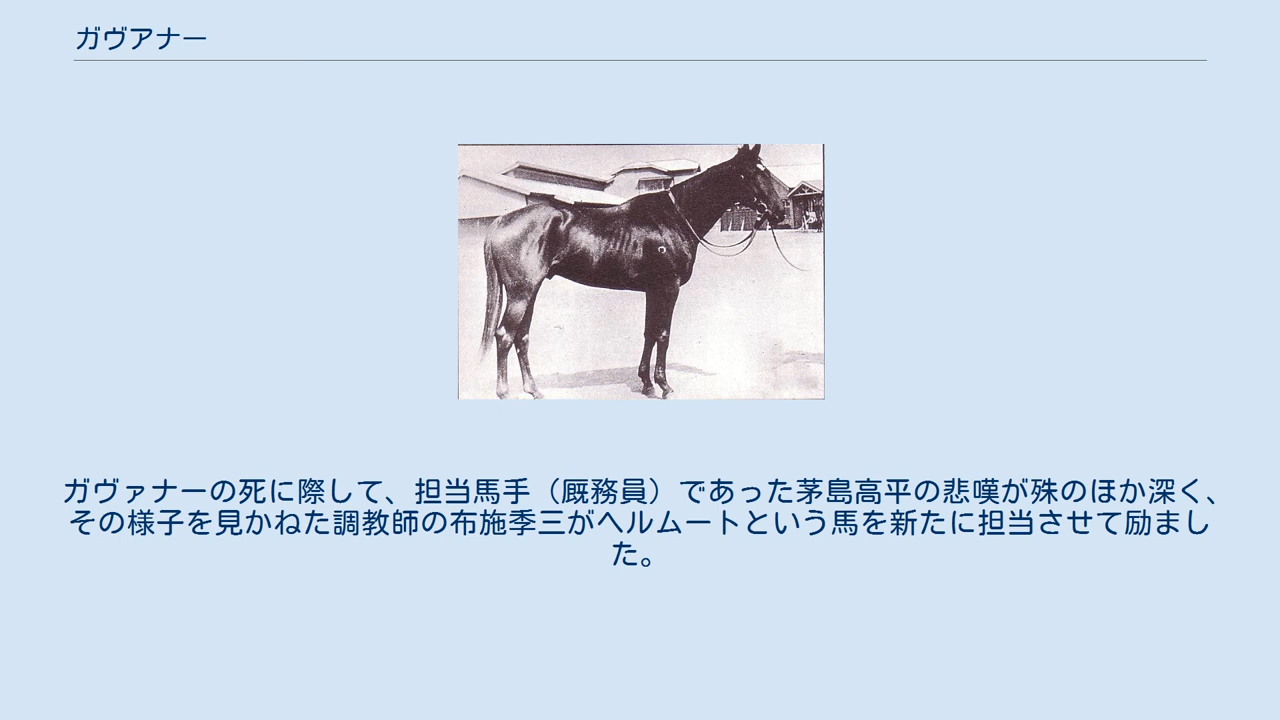 ガヴアナー
ガヴァナーの死に際して、担当馬手（厩務員）であった茅島高平の悲嘆が殊のほか深く、
その様子を見かねた調教師の布施季三がヘルムートという馬を新たに担当させて励まし
た。